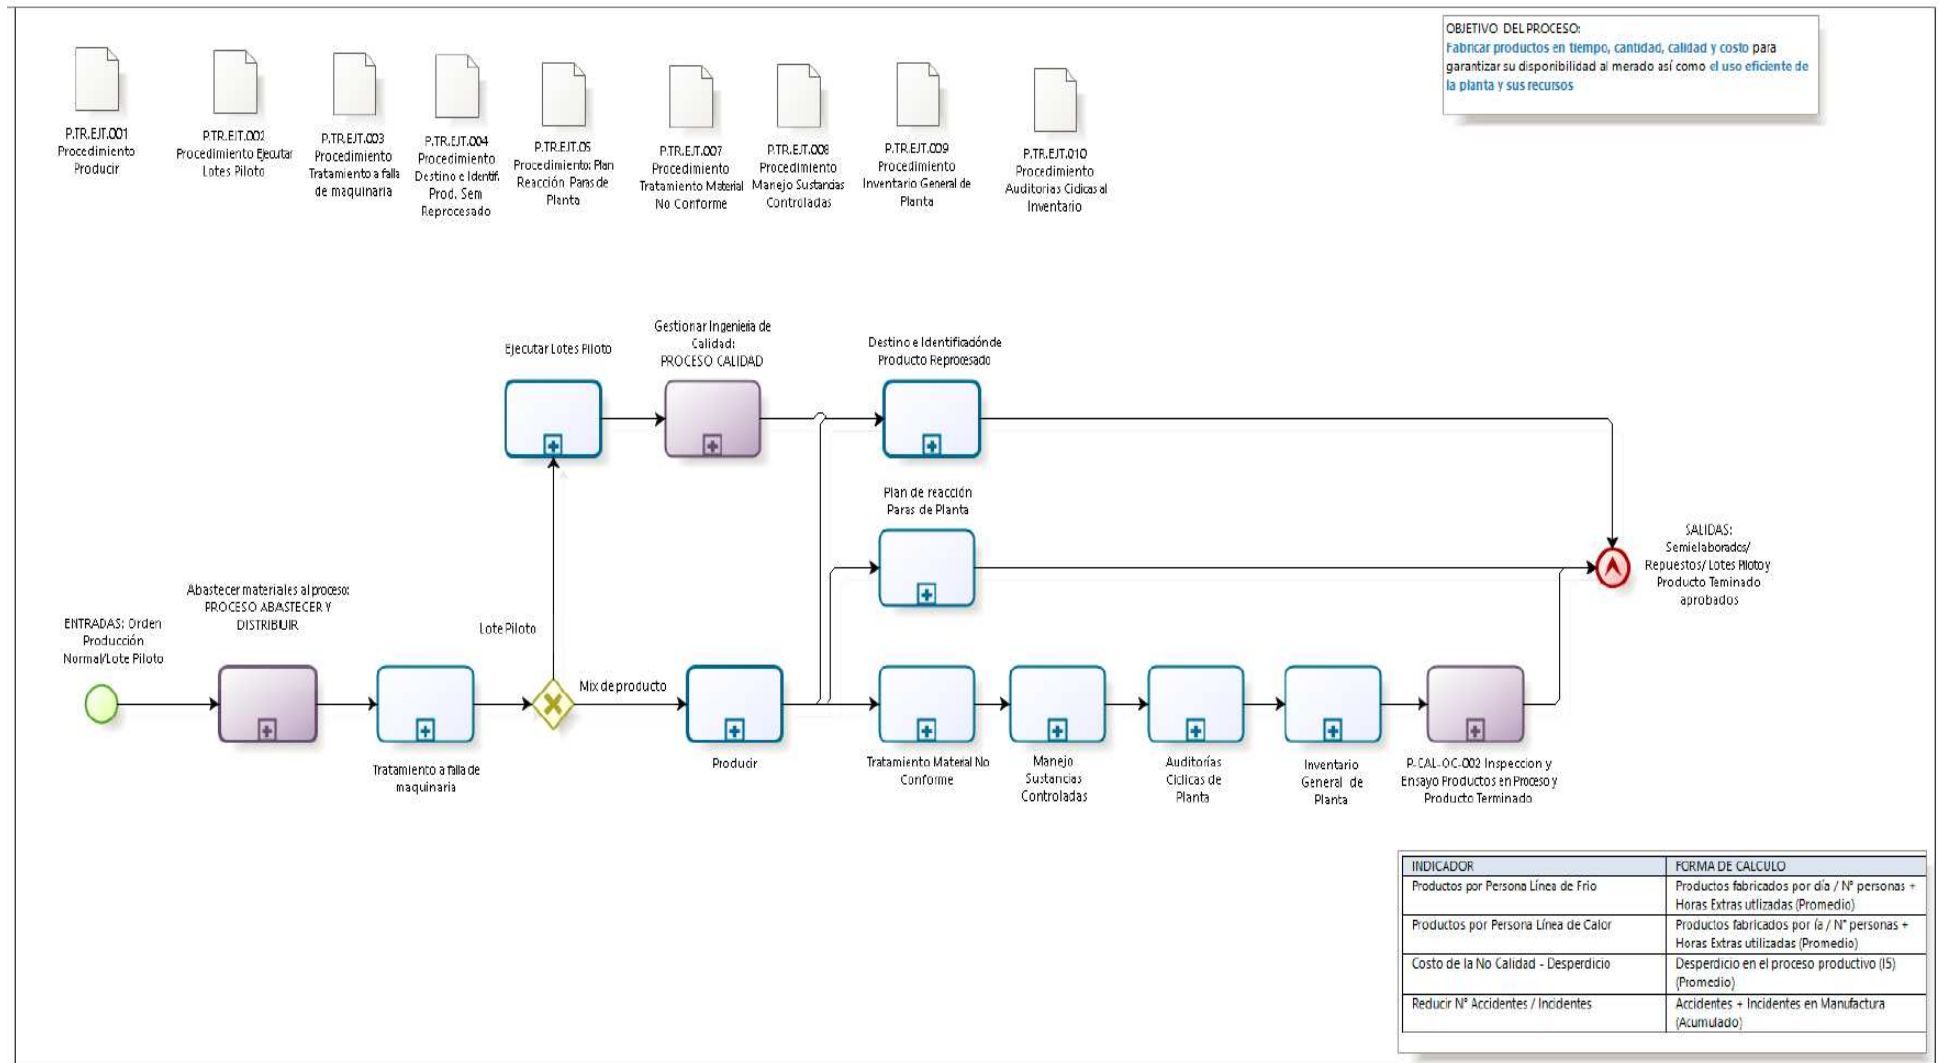 OBJETIVO DEL PROCESO:
Fabricar productos en tiempo, cantidad, calidad y costo para
garantizar su disponibilidad al merado así como el uso eficiente de
la planta y sus recursos
P.TR.EJT.001
Procedimiento
Producir
P.TR.EJT.002
Procedimiento Ejecutar
Lotes Piloto
P.TR.EJT.003
Procedimiento
Tratamiento a falla
de maquinaria
P.TR.EJT.004
Procedimiento
Destino e Identif.
Prod. Sem
Reprocesado
P.TR.EJT.05
Procedimiento: Plan
Reacción Paras de
Planta
P.TR.EJT.007
Procedimiento
Tratamiento Material
No Conforme
P.TR.EJT.008
Procedimiento
Manejo Sustancias
Controladas
P.TR.EJT.009
Procedimiento
Inventario General de
Planta
P.TR.EJT.010
Procedimiento
Auditorias Ciclicas al
Inventario
Ejecutar Lotes Piloto
Gestionar Ingenieria de
Calidad:
PROCESO CALIDAD
Destino e Identificación de
Producto Reprocesado
Plan de reacción
Paras de Planta
SALIDAS:
Semielaborados/
Repuestos/ Lotes Piloto y
Producto Teminado
aprobados
ENTRADAS: Orden
Producción
Normal/Lote Piloto
Abastecer materiales al proceso:
PROCESO ABASTECER Y
DISTRIBUIR
Lote Piloto
Mix de producto
Tratamiento a falla de
maquinaria
Producir
Tratamiento Material No
Conforme
Manejo
Sustancias
Controladas
Auditorías
Cíclicas de
Planta
Inventario
General de
Planta
P-CAL-OC-002 Inspeccion y
Ensayo Productos en Proceso y
Producto Terminado
INDICADOR FORMA DE CALCULO
Productos por Persona Línea de Frio Productos fabricados por día / N° personas +
Horas Extras utlizadas (Promedio)
Productos por Persona Línea de Calor Productos fabricados por ía / N° personas +
Horas Extras utilizadas (Promedio)
Costo de la No Calidad - Desperdicio Desperdicio en el proceso productivo (I5)
(Promedio)
Reducir N° Accidentes / Incidentes Accidentes + Incidentes en Manufactura
(Acumulado)